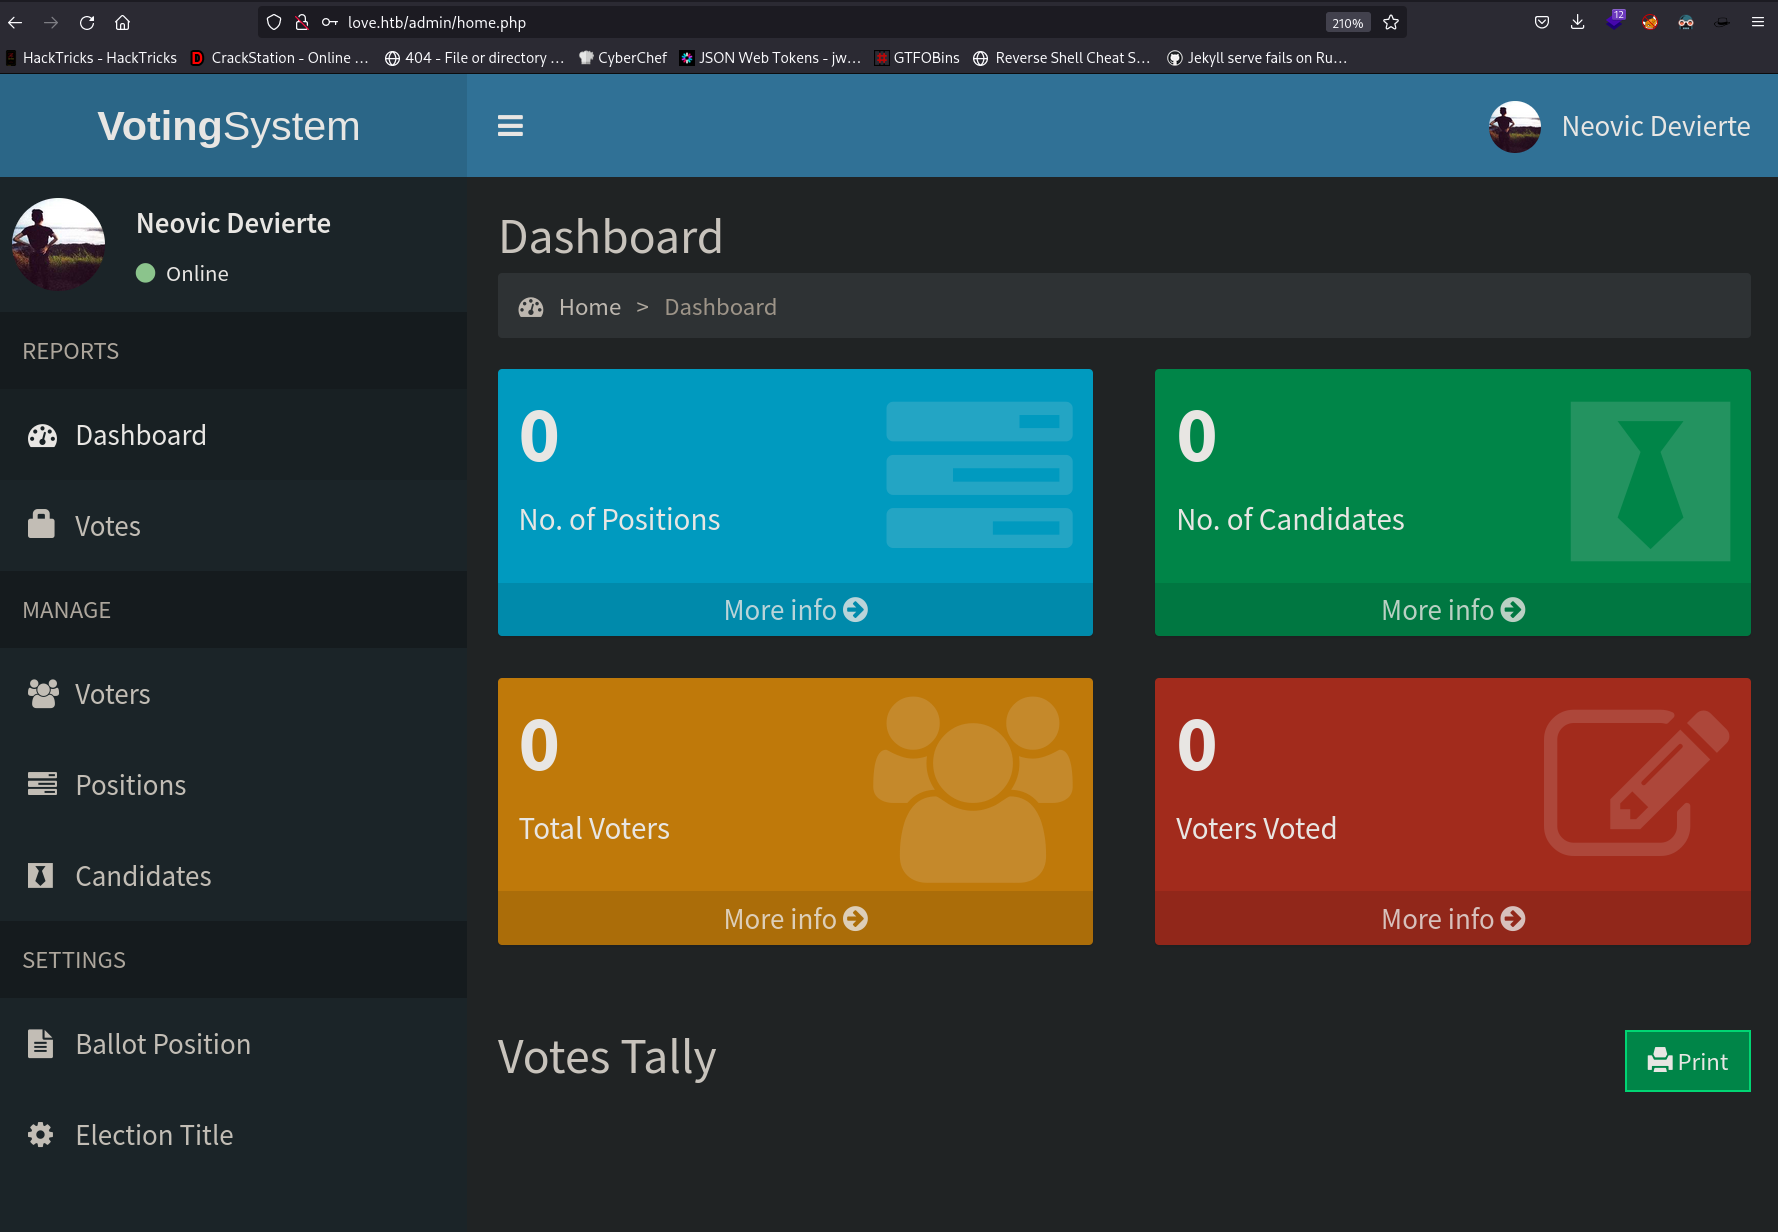 love.htb/admin/home.php
210%
12
HackTricks - HackTricks
CrackStation - Online …
404 - File or directory …
CyberChef
JSON Web Tokens - jw…
GTFOBins
Reverse Shell Cheat S…
Jekyll serve fails on Ru…
VotingSystem
Neovic Devierte
Neovic Devierte
Online
REPORTS
Dashboard
Votes
MANAGE
Voters
Positions
Candidates
SETTINGS
Ballot Position
Election Title
Dashboard
Home > Dashboard
0
No. of Positions
More info
0
No. of Candidates
More info
0
Total Voters
More info
0
Voters Voted
More info
Votes Tally
Print